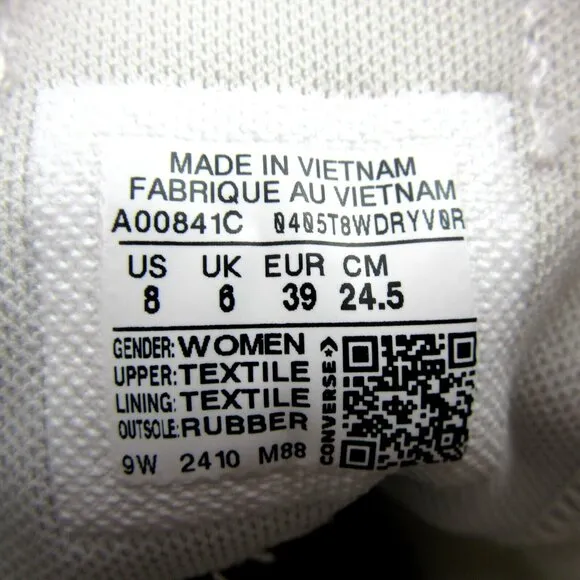 MADE IN VIETNAM
FABRIQUE AU VIETNAM
A00841C 0405T8WDRYV0R
US UK EUR CM
8 6 39 24.5
GENDER: WOMEN
UPPER: TEXTILE
LINING: TEXTILE
OUTSOLE: RUBBER
9W 2410 M88
CONVERSE